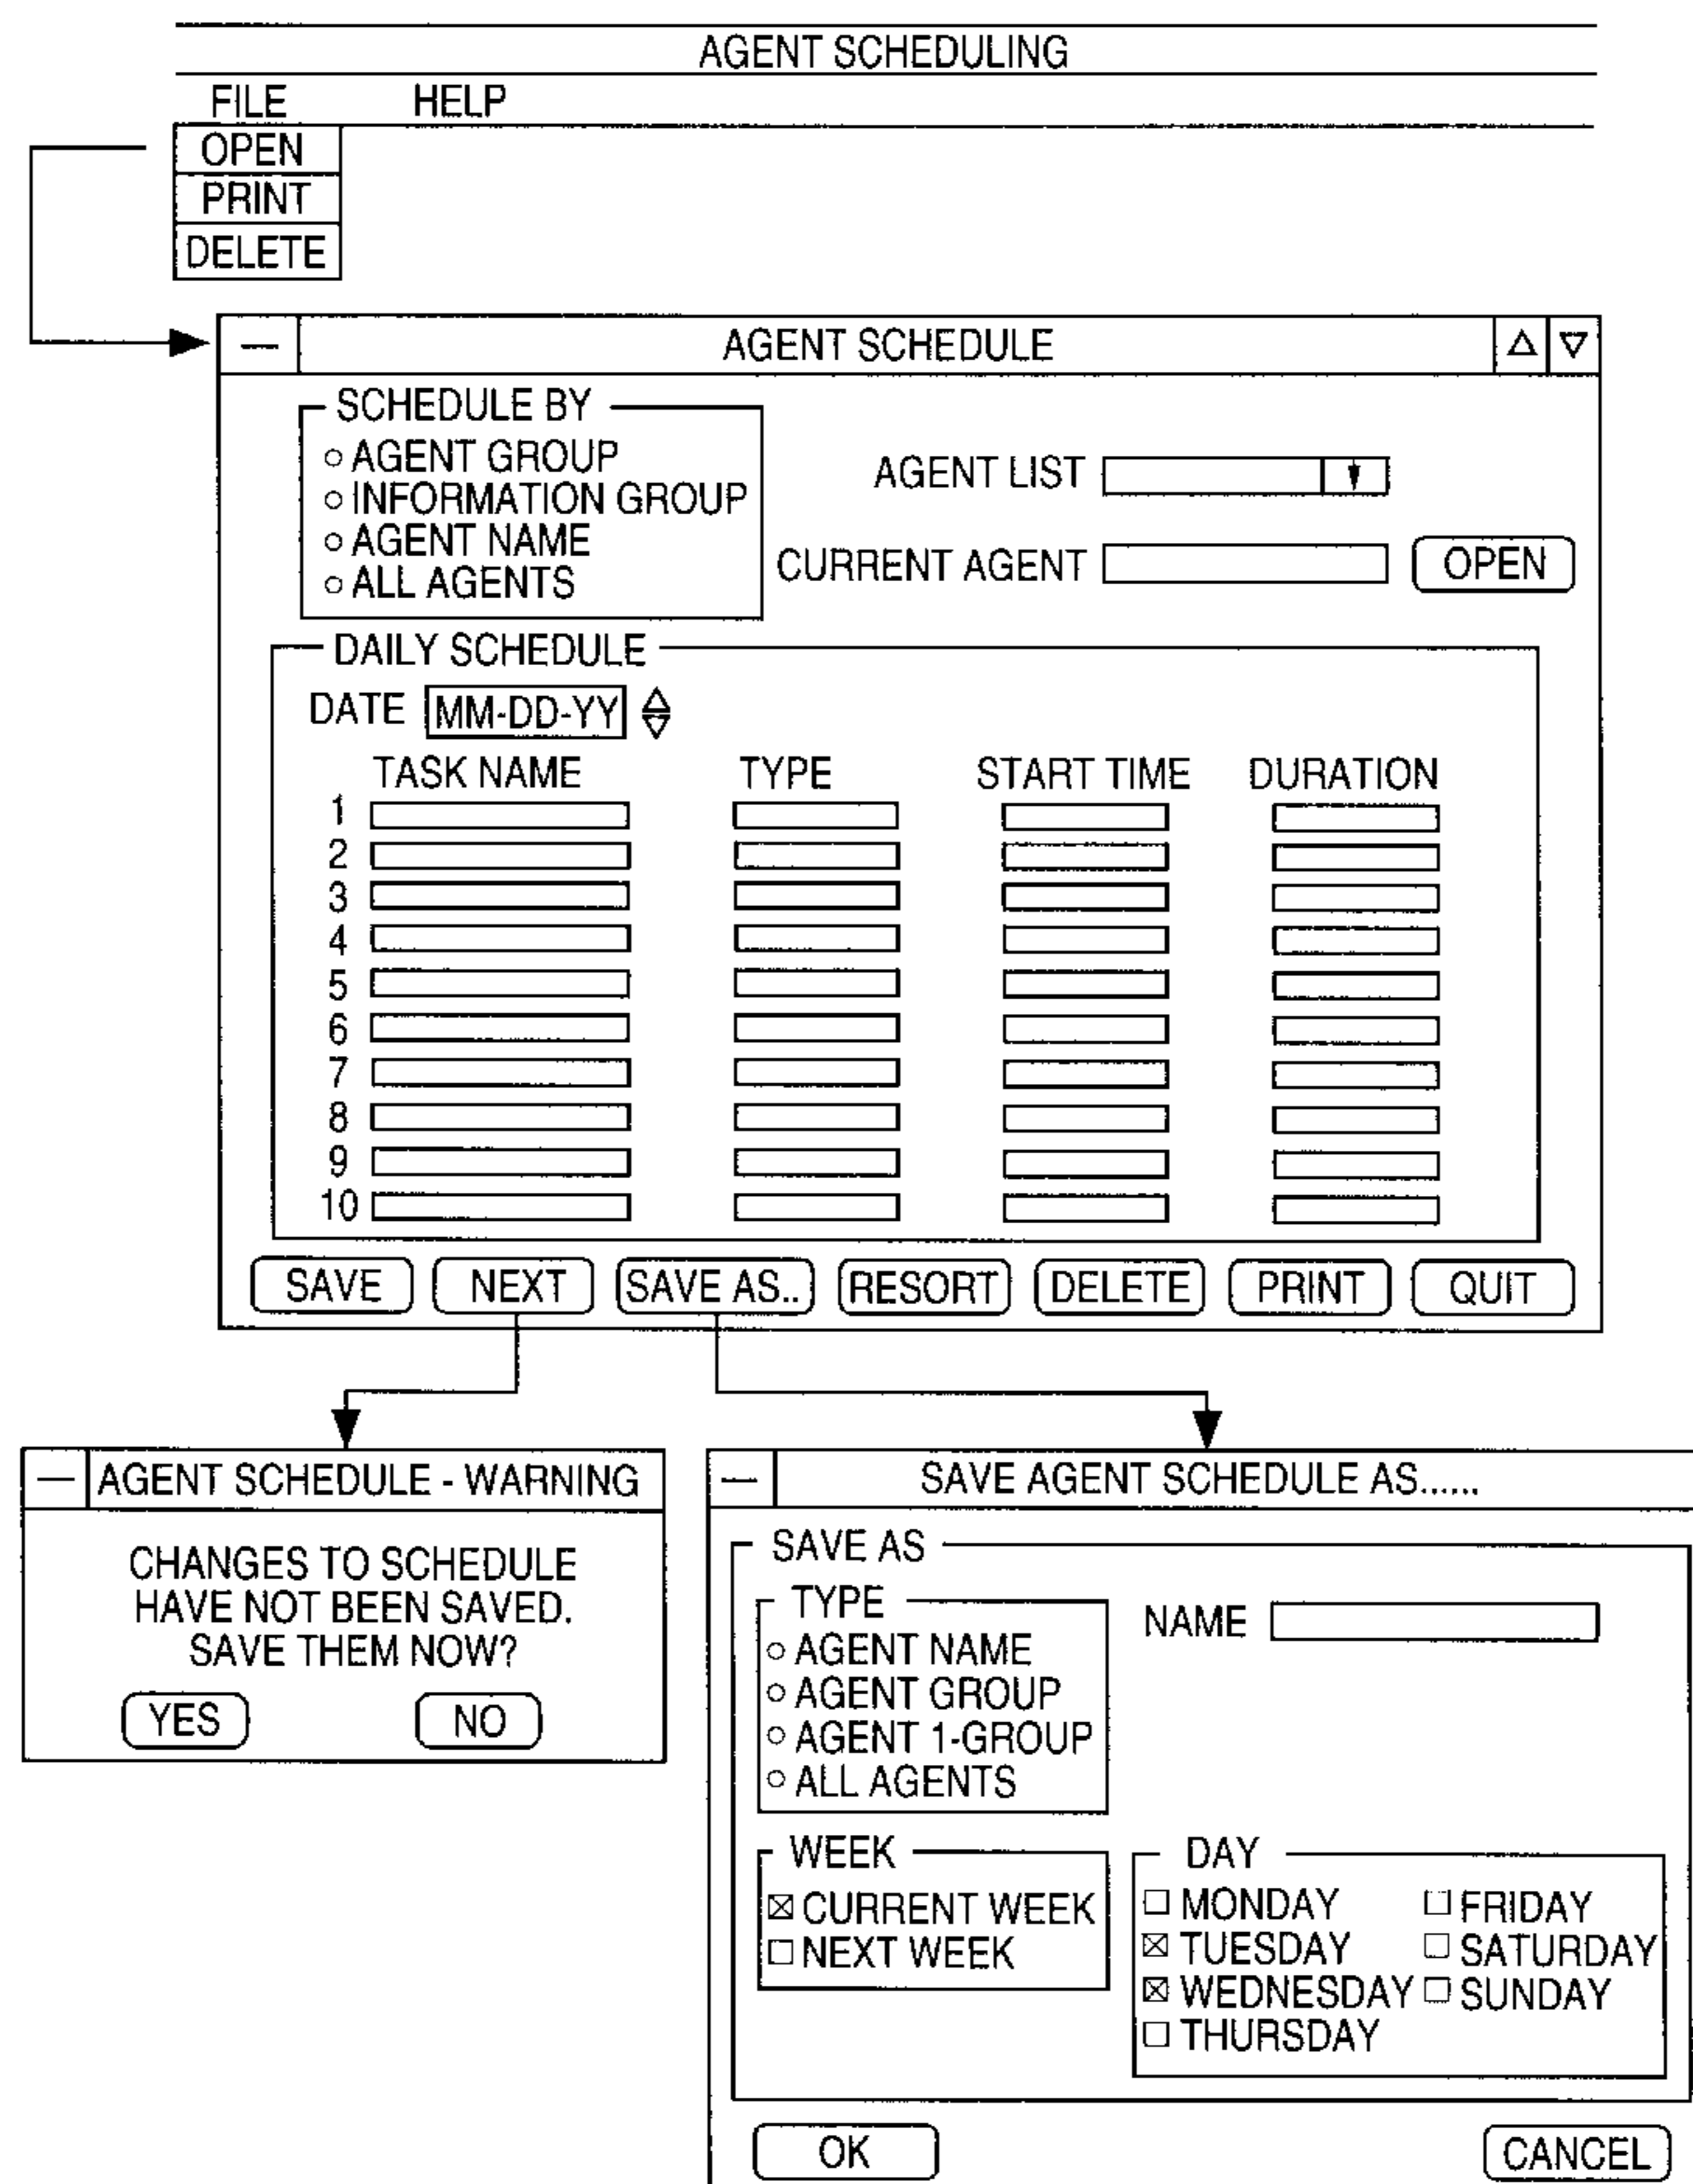 AGENT SCHEDULING
FILE HELP
OPEN
PRINT
DELETE
AGENT SCHEDULE
SCHEDULE BY
AGENT GROUP
INFORMATION GROUP
AGENT NAME
ALL AGENTS
AGENT LIST
CURRENT AGENT OPEN
DAILY SCHEDULE
DATE MM-DD-YY
TASK NAME TYPE START TIME DURATION
1
2
3
4
5
6
7
8
9
10
SAVE NEXT SAVE AS.. RESORT DELETE PRINT QUIT
AGENT SCHEDULE - WARNING
CHANGES TO SCHEDULE
HAVE NOT BEEN SAVED.
SAVE THEM NOW?
YES NO
SAVE AGENT SCHEDULE AS......
SAVE AS
TYPE
AGENT NAME
AGENT GROUP
AGENT 1-GROUP
ALL AGENTS
NAME
WEEK
CURRENT WEEK
NEXT WEEK
DAY
MONDAY FRIDAY
TUESDAY SATURDAY
WEDNESDAY SUNDAY
THURSDAY
OK CANCEL